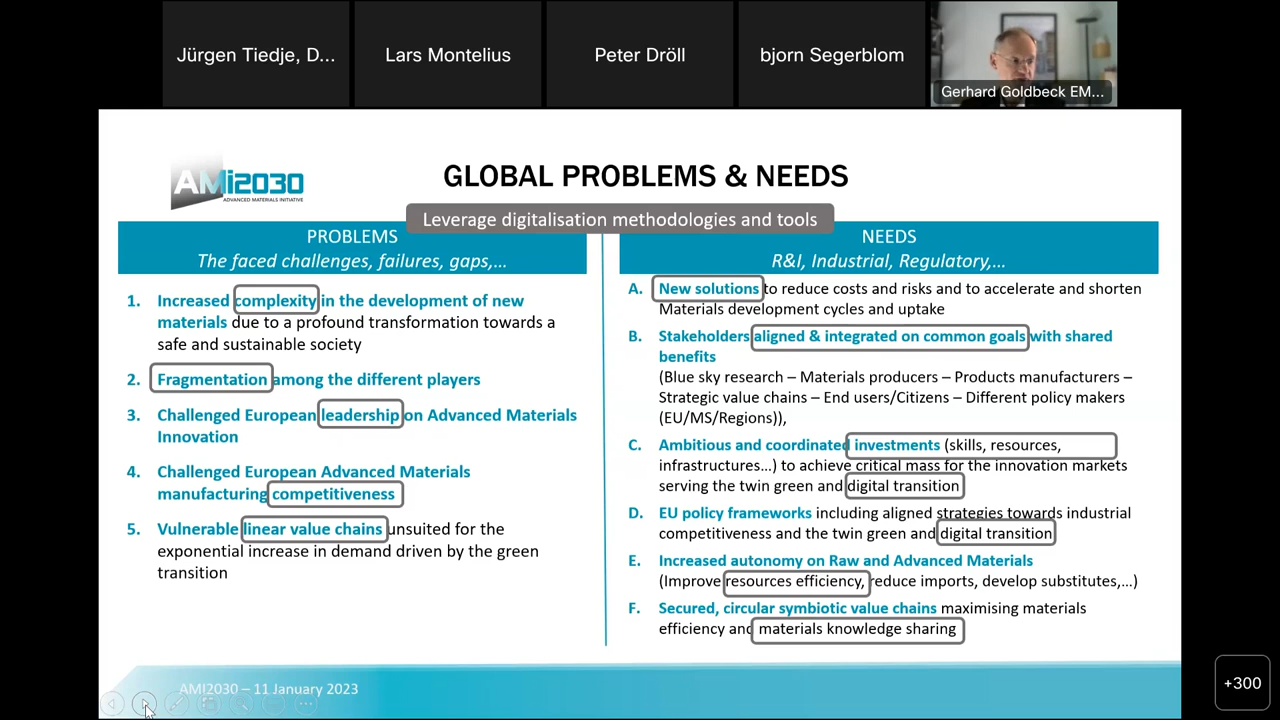 Jürgen Tiedje, D...
Lars Montelius
Peter Dröll
bjorn Segerblom
Gerhard Goldbeck EM...
AMi2030
ADVANCED MATERIALS INITIATIVE
GLOBAL PROBLEMS & NEEDS
Leverage digitalisation methodologies and tools
PROBLEMS
The faced challenges, failures, gaps,...
1. Increased complexity in the development of new
materials due to a profound transformation towards a
safe and sustainable society
2. Fragmentation among the different players
3. Challenged European leadership on Advanced Materials
Innovation
4. Challenged European Advanced Materials
manufacturing competitiveness
5. Vulnerable linear value chains unsuited for the
exponential increase in demand driven by the green
transition
NEEDS
R&I, Industrial, Regulatory,...
A. New solutions to reduce costs and risks and to accelerate and shorten
Materials development cycles and uptake
B. Stakeholders aligned & integrated on common goals with shared
benefits
(Blue sky research – Materials producers – Products manufacturers –
Strategic value chains – End users/Citizens – Different policy makers
(EU/MS/Regions)),
C. Ambitious and coordinated investments (skills, resources,
infrastructures...) to achieve critical mass for the innovation markets
serving the twin green and digital transition
D. EU policy frameworks including aligned strategies towards industrial
competitiveness and the twin green and digital transition
E. Increased autonomy on Raw and Advanced Materials
(Improve resources efficiency, reduce imports, develop substitutes,...)
F. Secured, circular symbiotic value chains maximising materials
efficiency and materials knowledge sharing
AMI2030 – 11 January 2023
+300